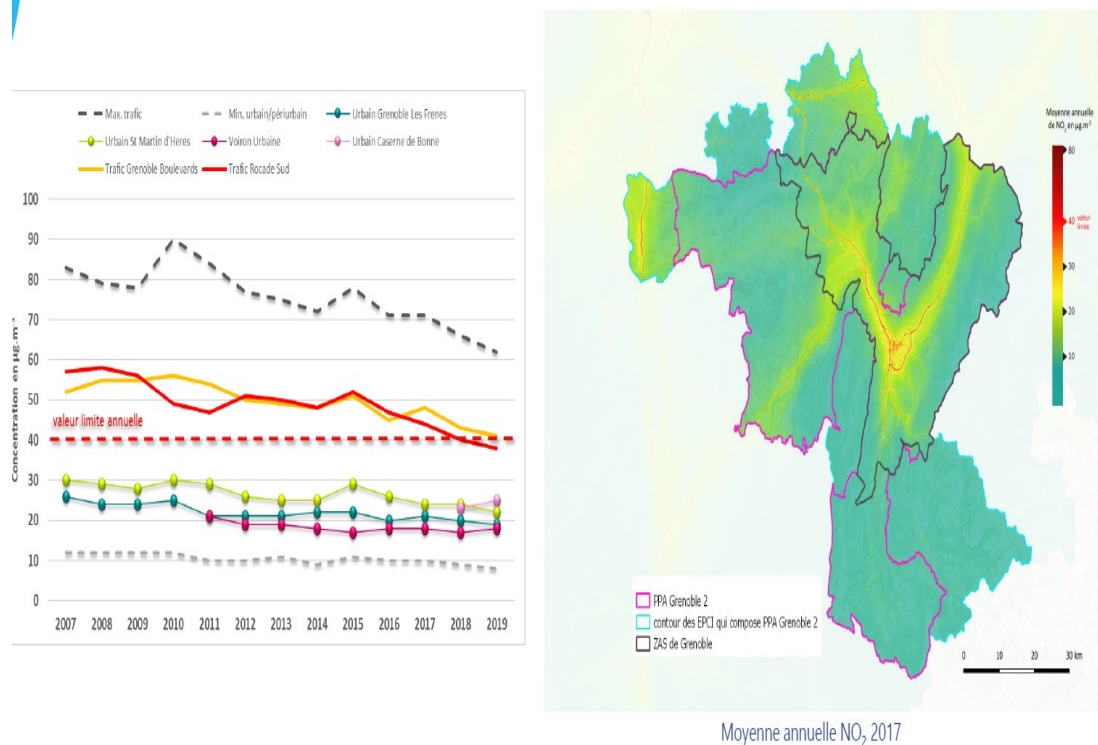 Max. trafic
Min. urbain/périurbain
Urbain Grenoble Les Frenes
Urbain St Martin d'Heres
Voiron Urbaine
Urbain Caserne de Bonne
Trafic Grenoble Boulevards
Trafic Rocade Sud
Concentration en µg.m⁻³
100
90
80
70
60
50
40
30
20
10
0
valeur limite annuelle
2007 2008 2009 2010 2011 2012 2013 2014 2015 2016 2017 2018 2019
Moyenne annuelle
de NO₂ en µg.m⁻³
80
40 valeur
limite
30
20
10
PPA Grenoble 2
contour des EPCI qui compose PPA Grenoble 2
ZAS de Grenoble
0 10 20 30 km
Moyenne annuelle NO₂ 2017